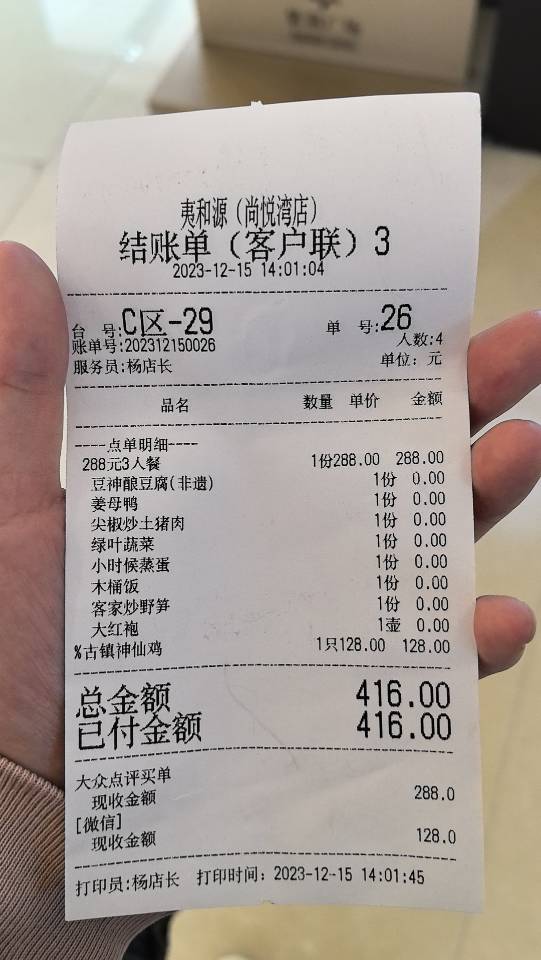 夷和源（尚悦湾店）
结账单（客户联）3
2023-12-15 14:01:04
台 号:C区-29 单 号:26
账单号:202312150026 人数:4
服务员:杨店长 单位: 元
品名 数量 单价 金额
----点单明细----
288元3人餐 1份288.00 288.00
豆神酿豆腐(非遗) 1份 0.00
姜母鸭 1份 0.00
尖椒炒土猪肉 1份 0.00
绿叶蔬菜 1份 0.00
小时候蒸蛋 1份 0.00
木桶饭 1份 0.00
客家炒野笋 1份 0.00
大红袍 1壶 0.00
%古镇神仙鸡 1只128.00 128.00
总金额 416.00
已付金额 416.00
大众点评买单
现收金额 288.0
[微信]
现收金额 128.0
打印员:杨店长 打印时间: 2023-12-15 14:01:45